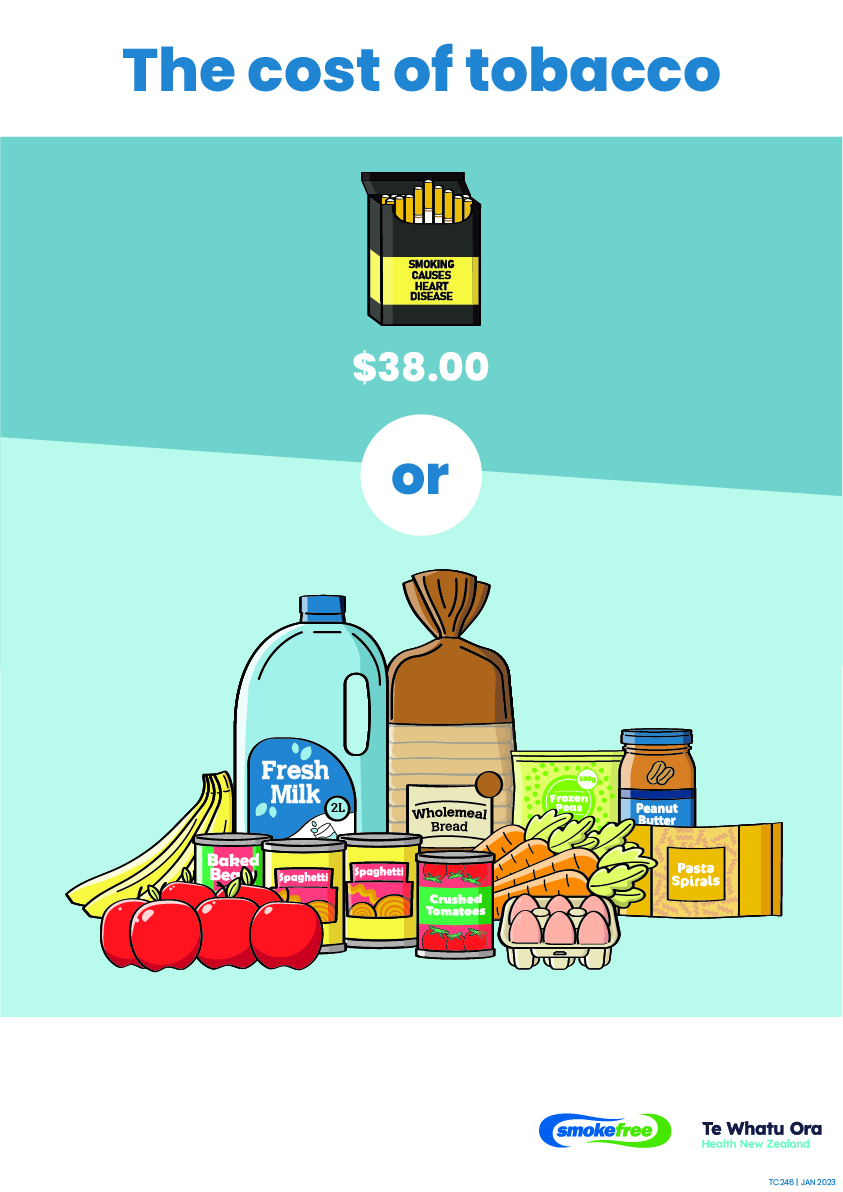 The cost of tobacco
SMOKING
CAUSES
HEART
DISEASE
$38.00
or
Fresh
Milk
2L
Wholemeal
Bread
Frozen
Peas
Peanut
Butter
Baked
Spaghetti
Spaghetti
Crushed
Tomatoes
Pasta
Spirals
smokefree
Te Whatu Ora
Health New Zealand
TC246 | JAN 2023